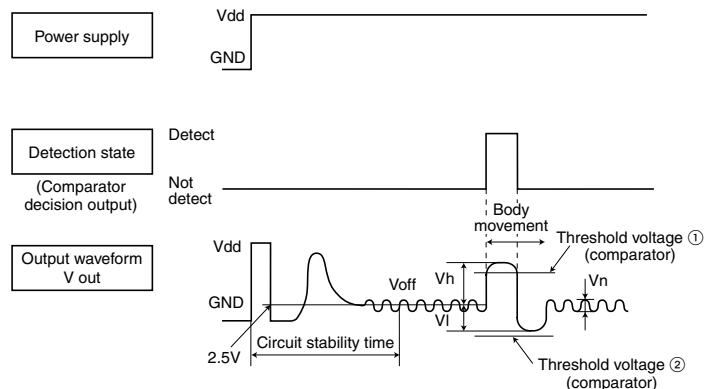 Power supply
Vdd
GND
Detection state
(Comparator
decision output)
Detect
Not
detect
Body
movement
Output waveform
V out
Vdd
GND
2.5V
Voff
Vh
Vl
Circuit stability time
Threshold voltage ①
(comparator)
Vn
Threshold voltage ②
(comparator)